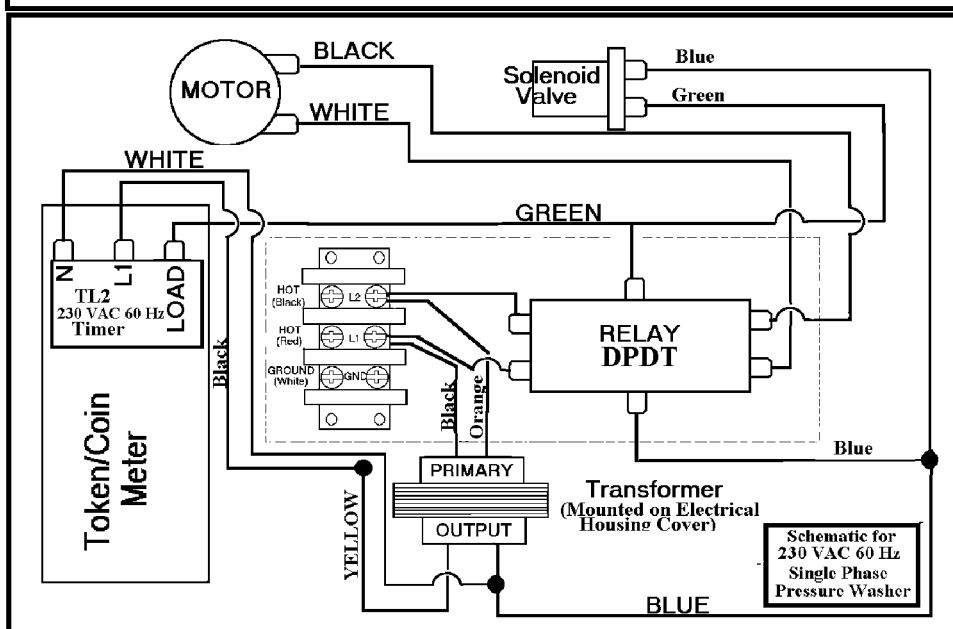 BLACK
MOTOR
WHITE
Solenoid
Valve
Blue
Green
WHITE
GREEN
N
L1
LOAD
TL2
230 VAC 60 Hz
Timer
Token/Coin
Meter
Black
HOT
(Black)
L2
HOT
(Red)
L1
GROUND
(White)
GND
RELAY
DPDT
Black
Orange
Blue
PRIMARY
OUTPUT
YELLOW
Transformer
(Mounted on Electrical
Housing Cover)
BLUE
Schematic for
230 VAC 60 Hz
Single Phase
Pressure Washer